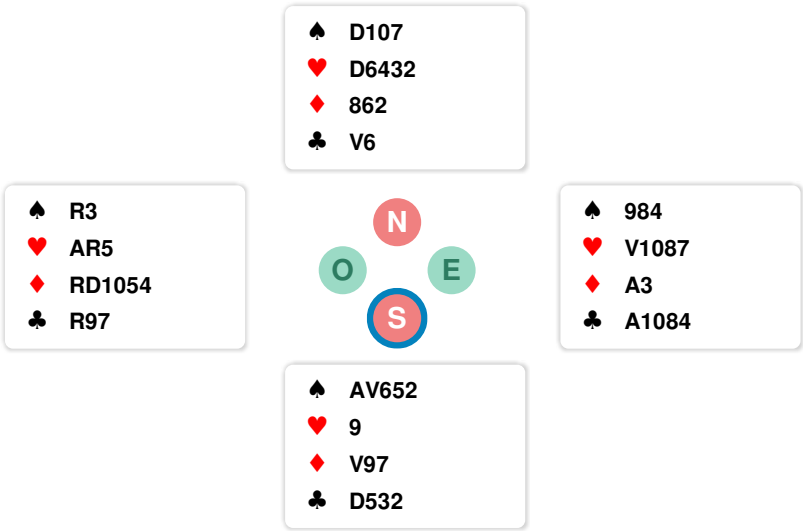 ♠ D107
♥ D6432
♦ 862
♣ V6
♠ R3
♥ AR5
♦ RD1054
♣ R97
N
O E
S
♠ 984
♥ V1087
♦ A3
♣ A1084
♠ AV652
♥ 9
♦ V97
♣ D532